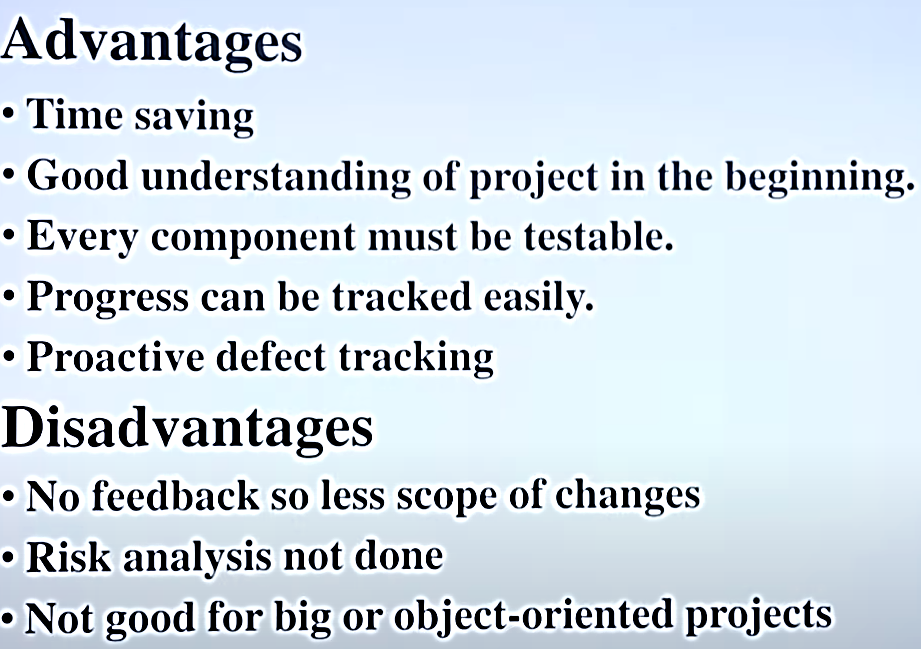 Advantages
• Time saving
• Good understanding of project in the beginning.
• Every component must be testable.
• Progress can be tracked easily.
• Proactive defect tracking
Disadvantages
• No feedback so less scope of changes
• Risk analysis not done
• Not good for big or object-oriented projects